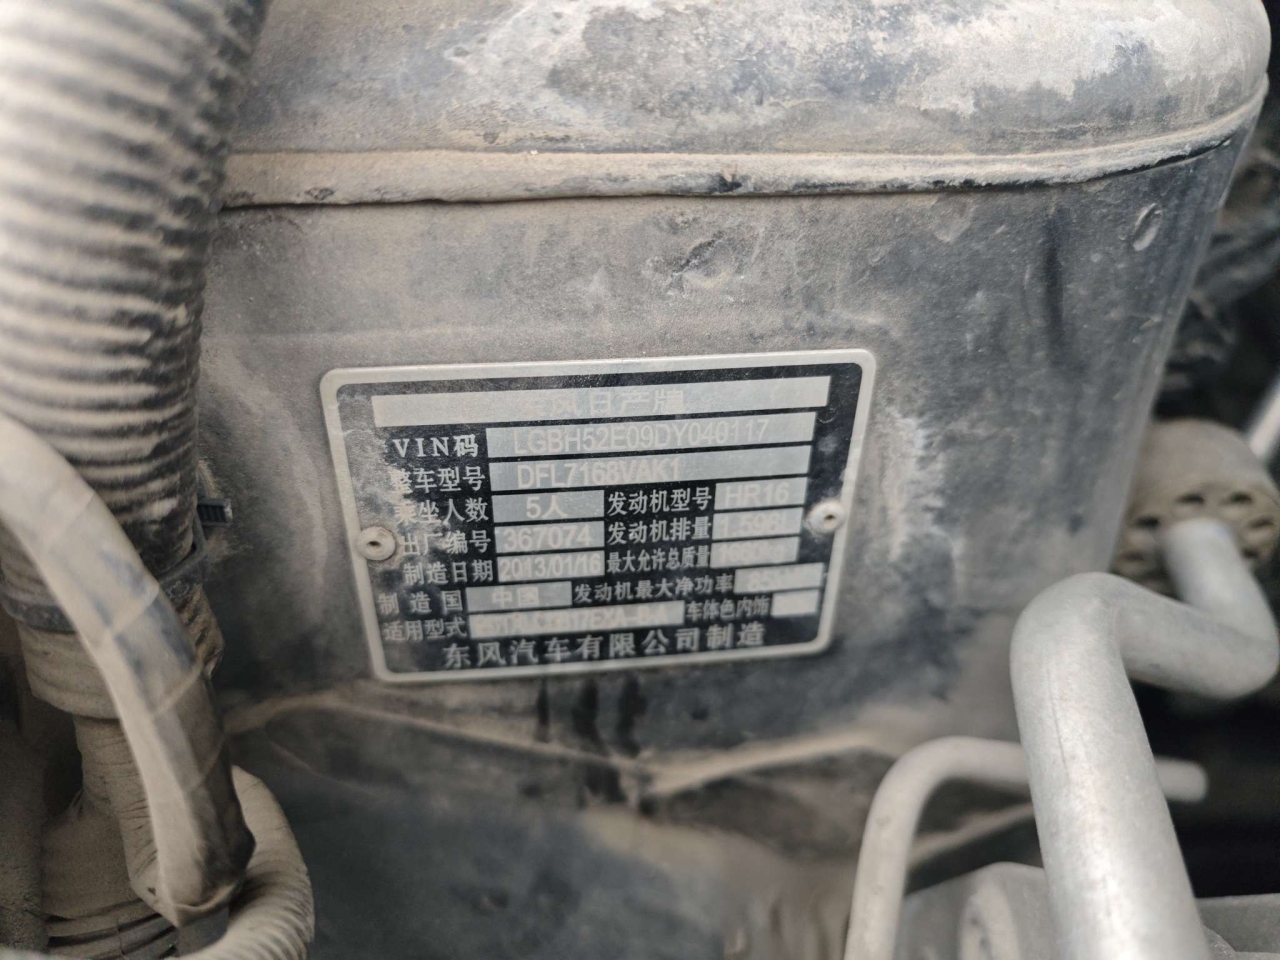 东风日产牌
VIN码 LGBH52E09DY040117
整车型号 DFL7168VAK1
乘坐人数 5人 发动机型号 HR16
出厂编号 367074 发动机排量 1.598L
制造日期 2013/01/16 最大允许总质量
制造国 中国 发动机最大净功率
适用型式 车体色内饰
东风汽车有限公司制造